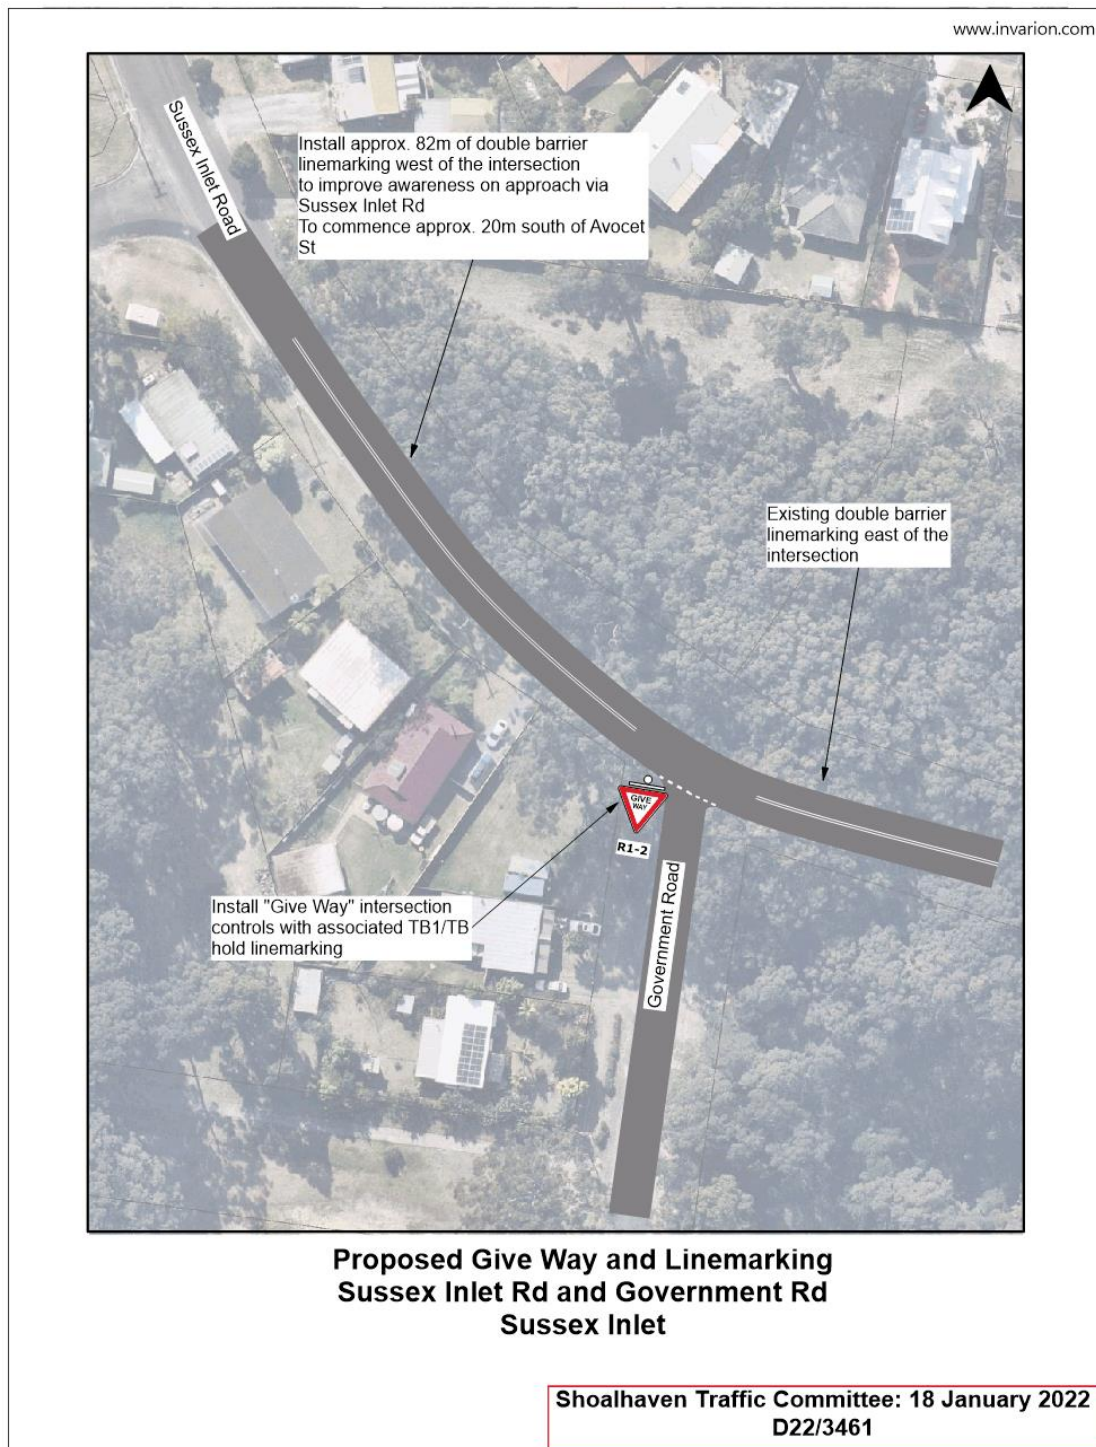 www.invarion.com
Sussex Inlet Road
Install approx. 82m of double barrier
linemarking west of the intersection
to improve awareness on approach via
Sussex Inlet Rd
To commence approx. 20m south of Avocet
St
Existing double barrier
linemarking east of the
intersection
GIVE
WAY
R1-2
Government Road
Install "Give Way" intersection
controls with associated TB1/TB
hold linemarking
Proposed Give Way and Linemarking
Sussex Inlet Rd and Government Rd
Sussex Inlet
Shoalhaven Traffic Committee: 18 January 2022
D22/3461